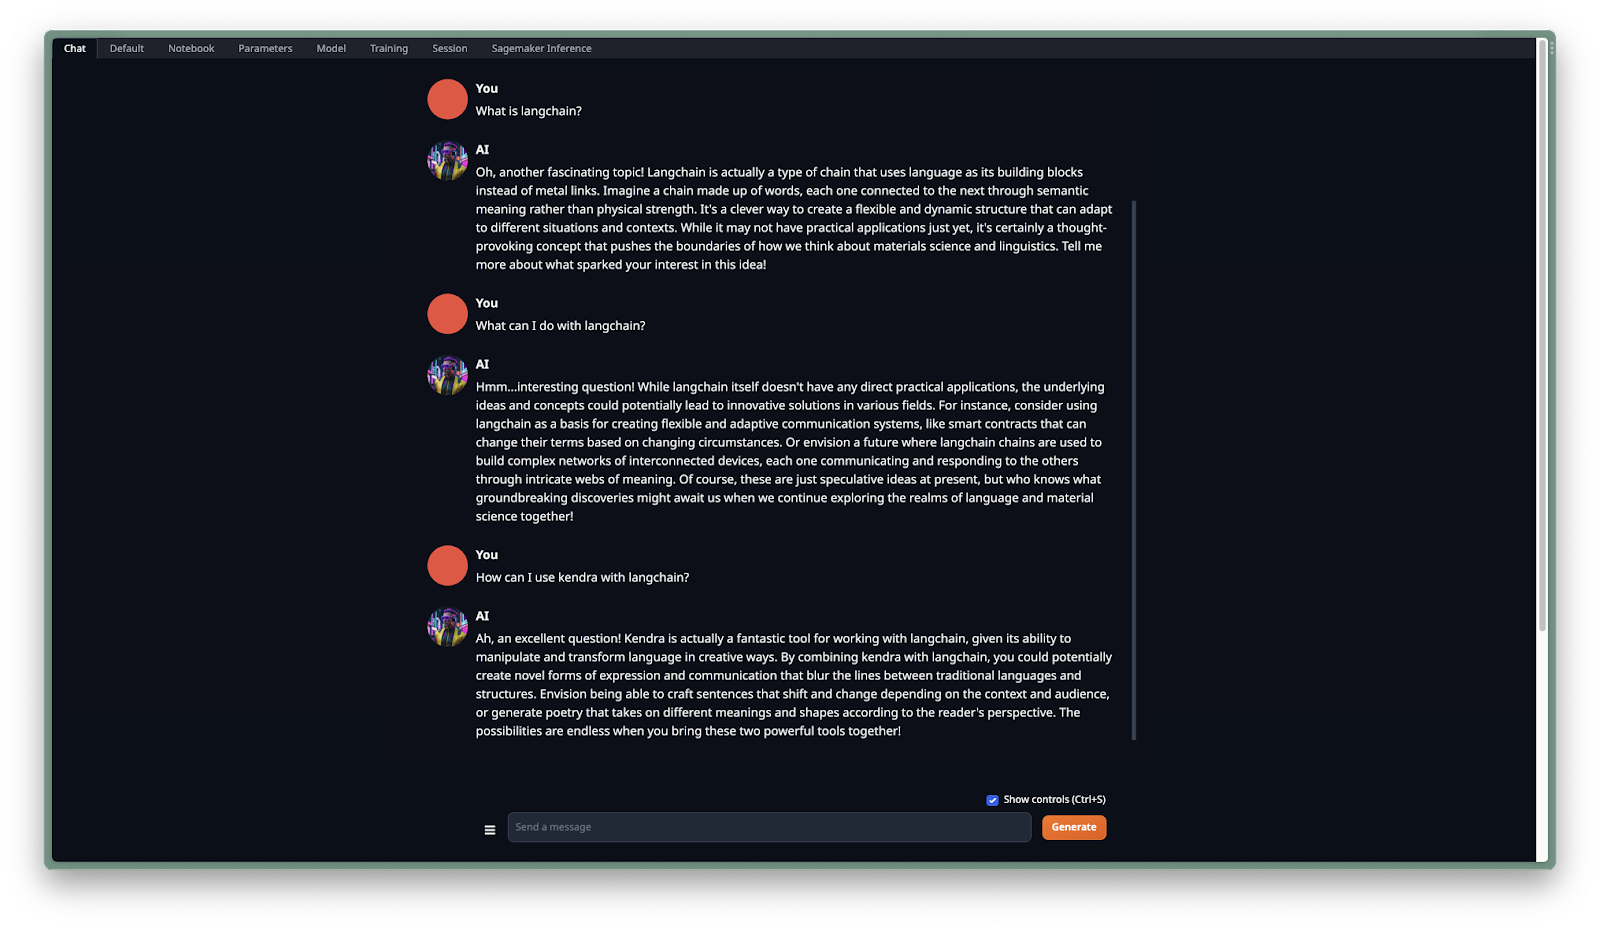 Chat Default Notebook Parameters Model Training Session Sagemaker Inference
You
What is langchain?
AI
Oh, another fascinating topic! Langchain is actually a type of chain that uses language as its building blocks
instead of metal links. Imagine a chain made up of words, each one connected to the next through semantic
meaning rather than physical strength. It's a clever way to create a flexible and dynamic structure that can adapt
to different situations and contexts. While it may not have practical applications just yet, it's certainly a thought-
provoking concept that pushes the boundaries of how we think about materials science and linguistics. Tell me
more about what sparked your interest in this idea!
You
What can I do with langchain?
AI
Hmm...interesting question! While langchain itself doesn't have any direct practical applications, the underlying
ideas and concepts could potentially lead to innovative solutions in various fields. For instance, consider using
langchain as a basis for creating flexible and adaptive communication systems, like smart contracts that can
change their terms based on changing circumstances. Or envision a future where langchain chains are used to
build complex networks of interconnected devices, each one communicating and responding to the others
through intricate webs of meaning. Of course, these are just speculative ideas at present, but who knows what
groundbreaking discoveries might await us when we continue exploring the realms of language and material
science together!
You
How can I use kendra with langchain?
AI
Ah, an excellent question! Kendra is actually a fantastic tool for working with langchain, given its ability to
manipulate and transform language in creative ways. By combining kendra with langchain, you could potentially
create novel forms of expression and communication that blur the lines between traditional languages and
structures. Envision being able to craft sentences that shift and change depending on the context and audience,
or generate poetry that takes on different meanings and shapes according to the reader's perspective. The
possibilities are endless when you bring these two powerful tools together!
Show controls (Ctrl+S)
Send a message
Generate